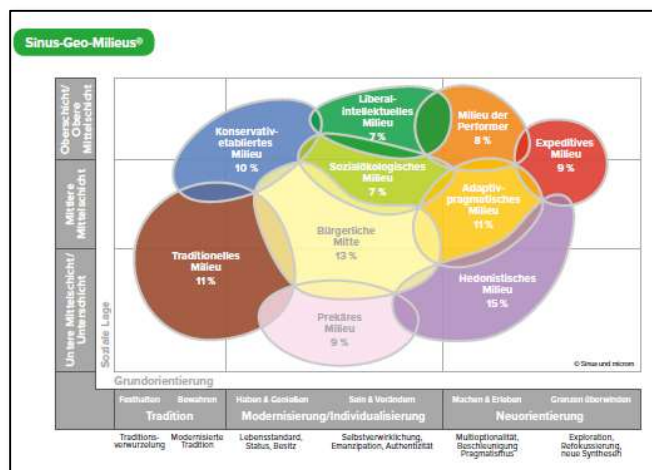 Sinus-Geo-Milieus®
Oberschicht/
Obere
Mittelschicht
Mittlere
Mittelschicht
Untere Mittelschicht/
Unterschicht
Soziale Lage
Konservativ-
etabliertes
Milieu
10 %
Liberal-
intellektuelles
Milieu
7 %
Milieu der
Performer
8 %
Expeditives
Milieu
9 %
Sozialökologisches
Milieu
7 %
Adaptiv-
pragmatisches
Milieu
11 %
Traditionelles
Milieu
11 %
Bürgerliche
Mitte
13 %
Hedonistisches
Milieu
15 %
Prekäres
Milieu
9 %
© Sinus und microm
Grundorientierung
Festhalten Bewahren Haben & Genießen Sein & Verändern Machen & Erleben Grenzen überwinden
Tradition Modernisierung/Individualisierung Neuorientierung
Traditions-
verwurzelung
Modernisierte
Tradition
Lebensstandard,
Status, Besitz
Selbstverwirklichung,
Emanzipation, Authentizität
Multioptionalität,
Beschleunigung
Pragmatismus
Exploration,
Refokussierung,
neue Synthesen